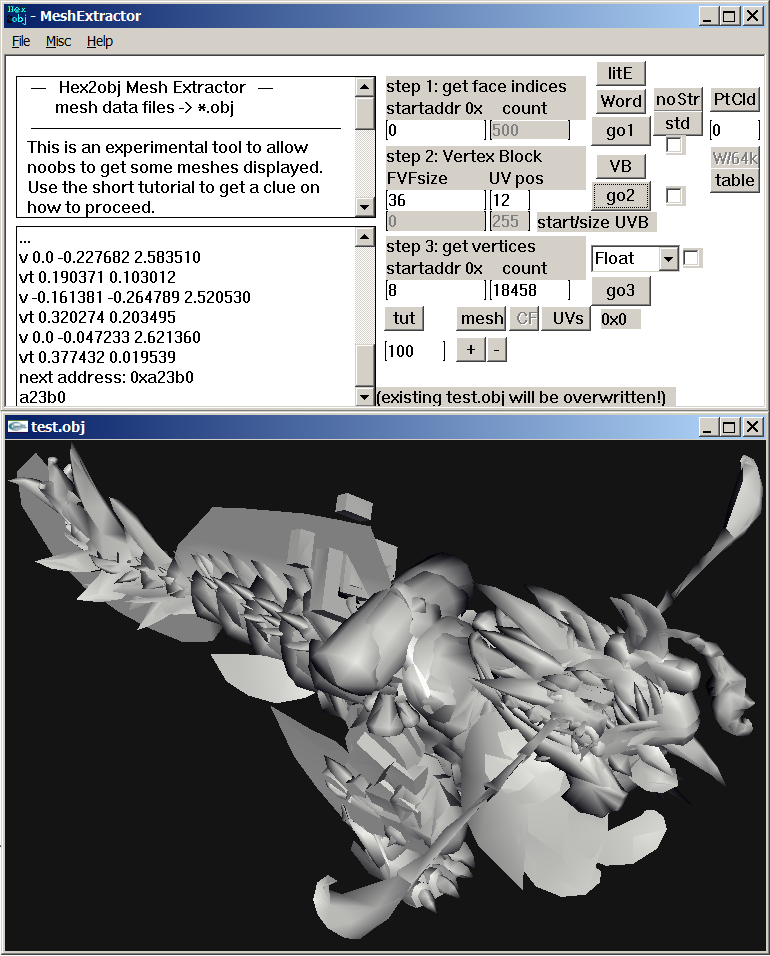 Hex
obj
- MeshExtractor
File Misc Help
— Hex2obj Mesh Extractor —
mesh data files -> *.obj
This is an experimental tool to allow
noobs to get some meshes displayed.
Use the short tutorial to get a clue on
how to proceed.
...
v 0.0 -0.227682 2.583510
vt 0.190371 0.103012
v -0.161381 -0.264789 2.520530
vt 0.320274 0.203495
v 0.0 -0.047233 2.621360
vt 0.377432 0.019539
next address: 0xa23b0
a23b0
step 1: get face indices
startaddr 0x count
0 500
litE
Word
go1
noStr
std
PtCld
0
step 2: Vertex Block
FVFsize UV pos
36 12
0 255 start/size UVB
VB
go2
W/64k
table
step 3: get vertices
startaddr 0x count
8 18458
Float
go3
tut mesh CF UVs 0x0
100 + -
(existing test.obj will be overwritten!)
test.obj